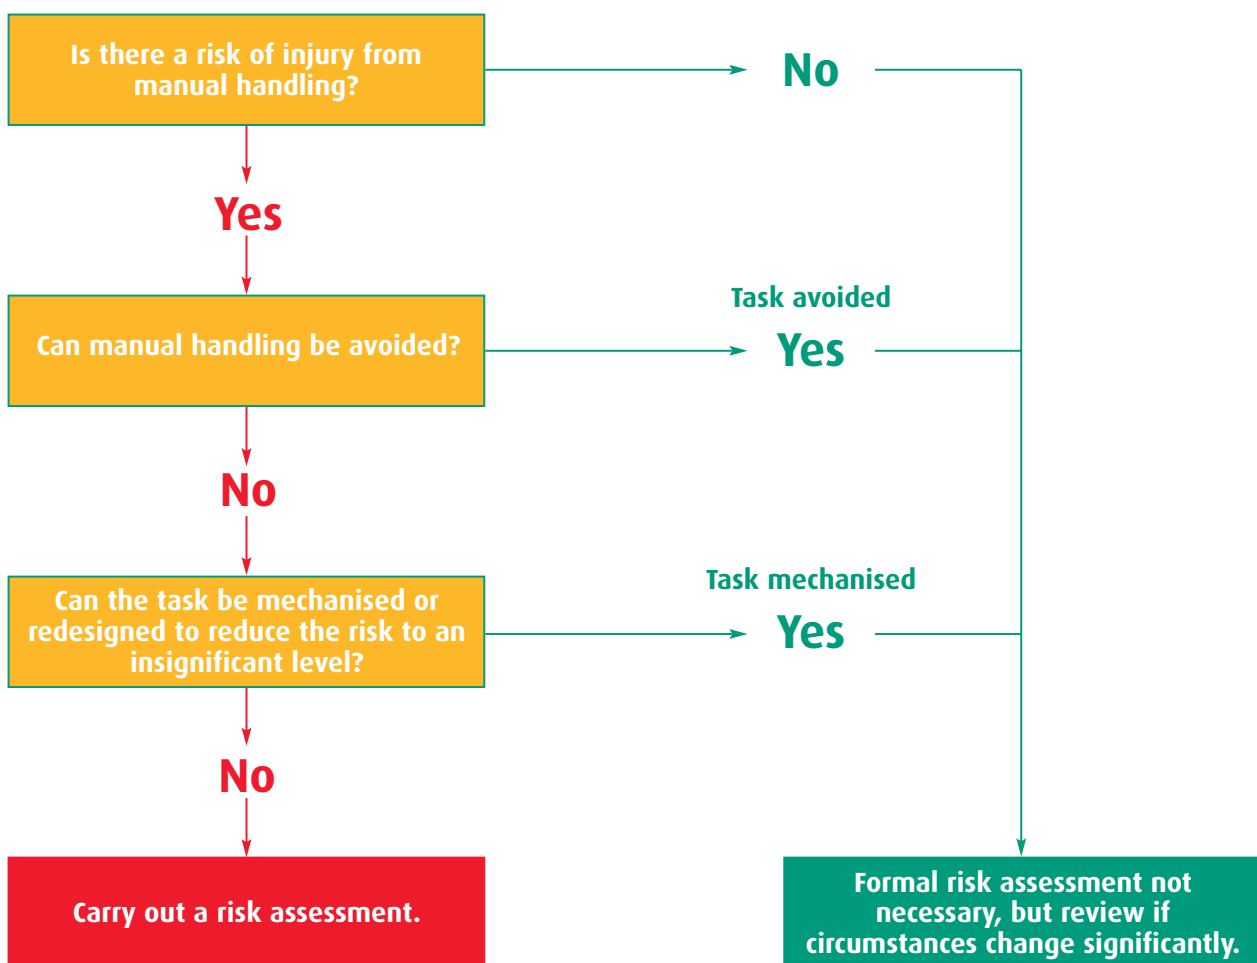 Is there a risk of injury from
manual handling?
No
Yes
Can manual handling be avoided?
Task avoided
Yes
No
Can the task be mechanised or
redesigned to reduce the risk to an
insignificant level?
Task mechanised
Yes
No
Carry out a risk assessment.
Formal risk assessment not
necessary, but review if
circumstances change significantly.